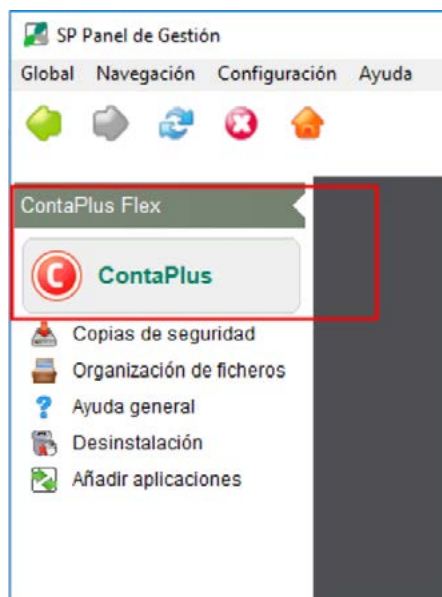 SP Panel de Gestión
Global Navegación Configuración Ayuda
ContaPlus Flex
C ContaPlus
Copias de seguridad
Organización de ficheros
Ayuda general
Desinstalación
Añadir aplicaciones